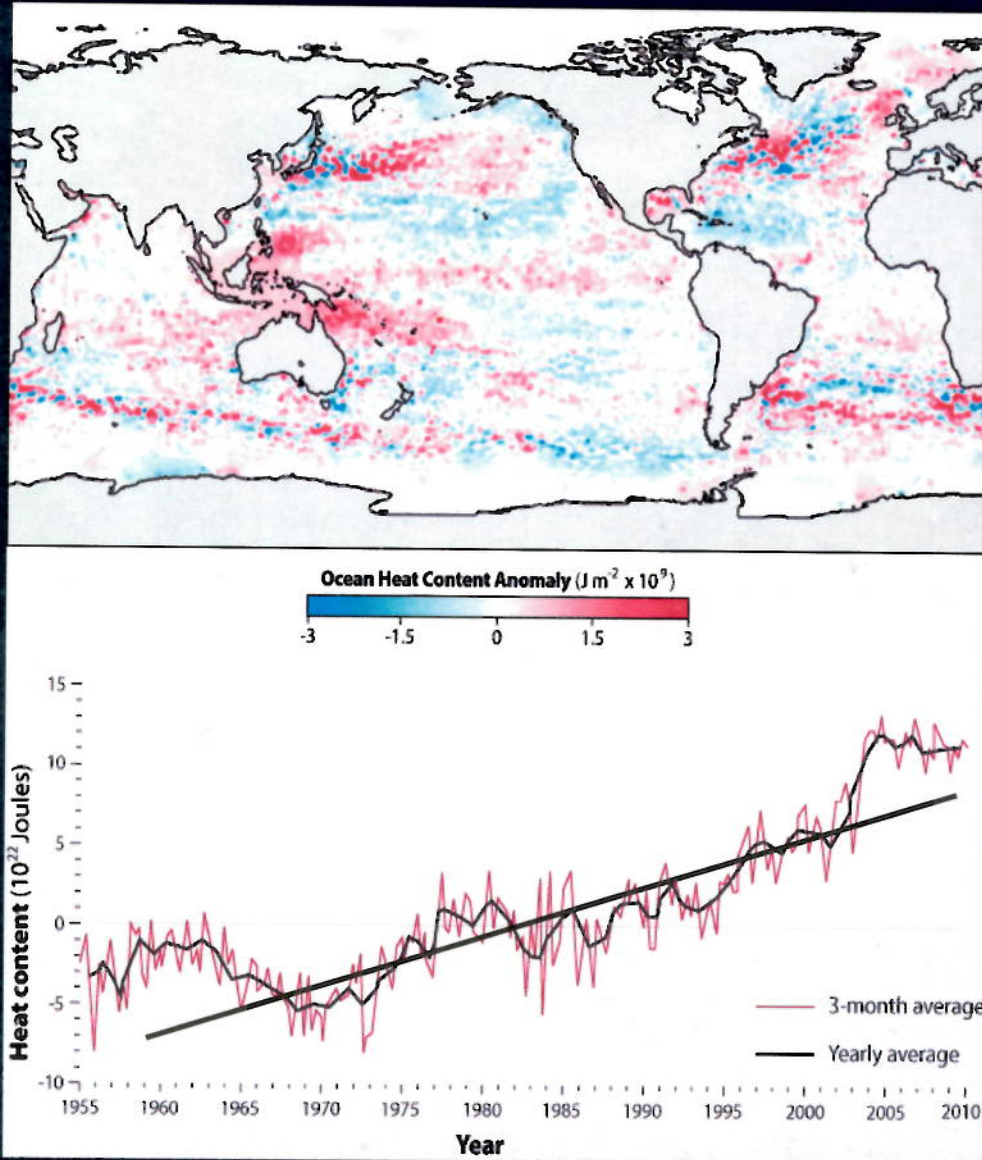 Ocean Heat Content Anomaly (J m⁻² x 10⁹)
-3 -1.5 0 1.5 3
15
10
5
0
-5
-10
Heat content (10²² Joules)
3-month average
Yearly average
1955 1960 1965 1970 1975 1980 1985 1990 1995 2000 2005 2010
Year